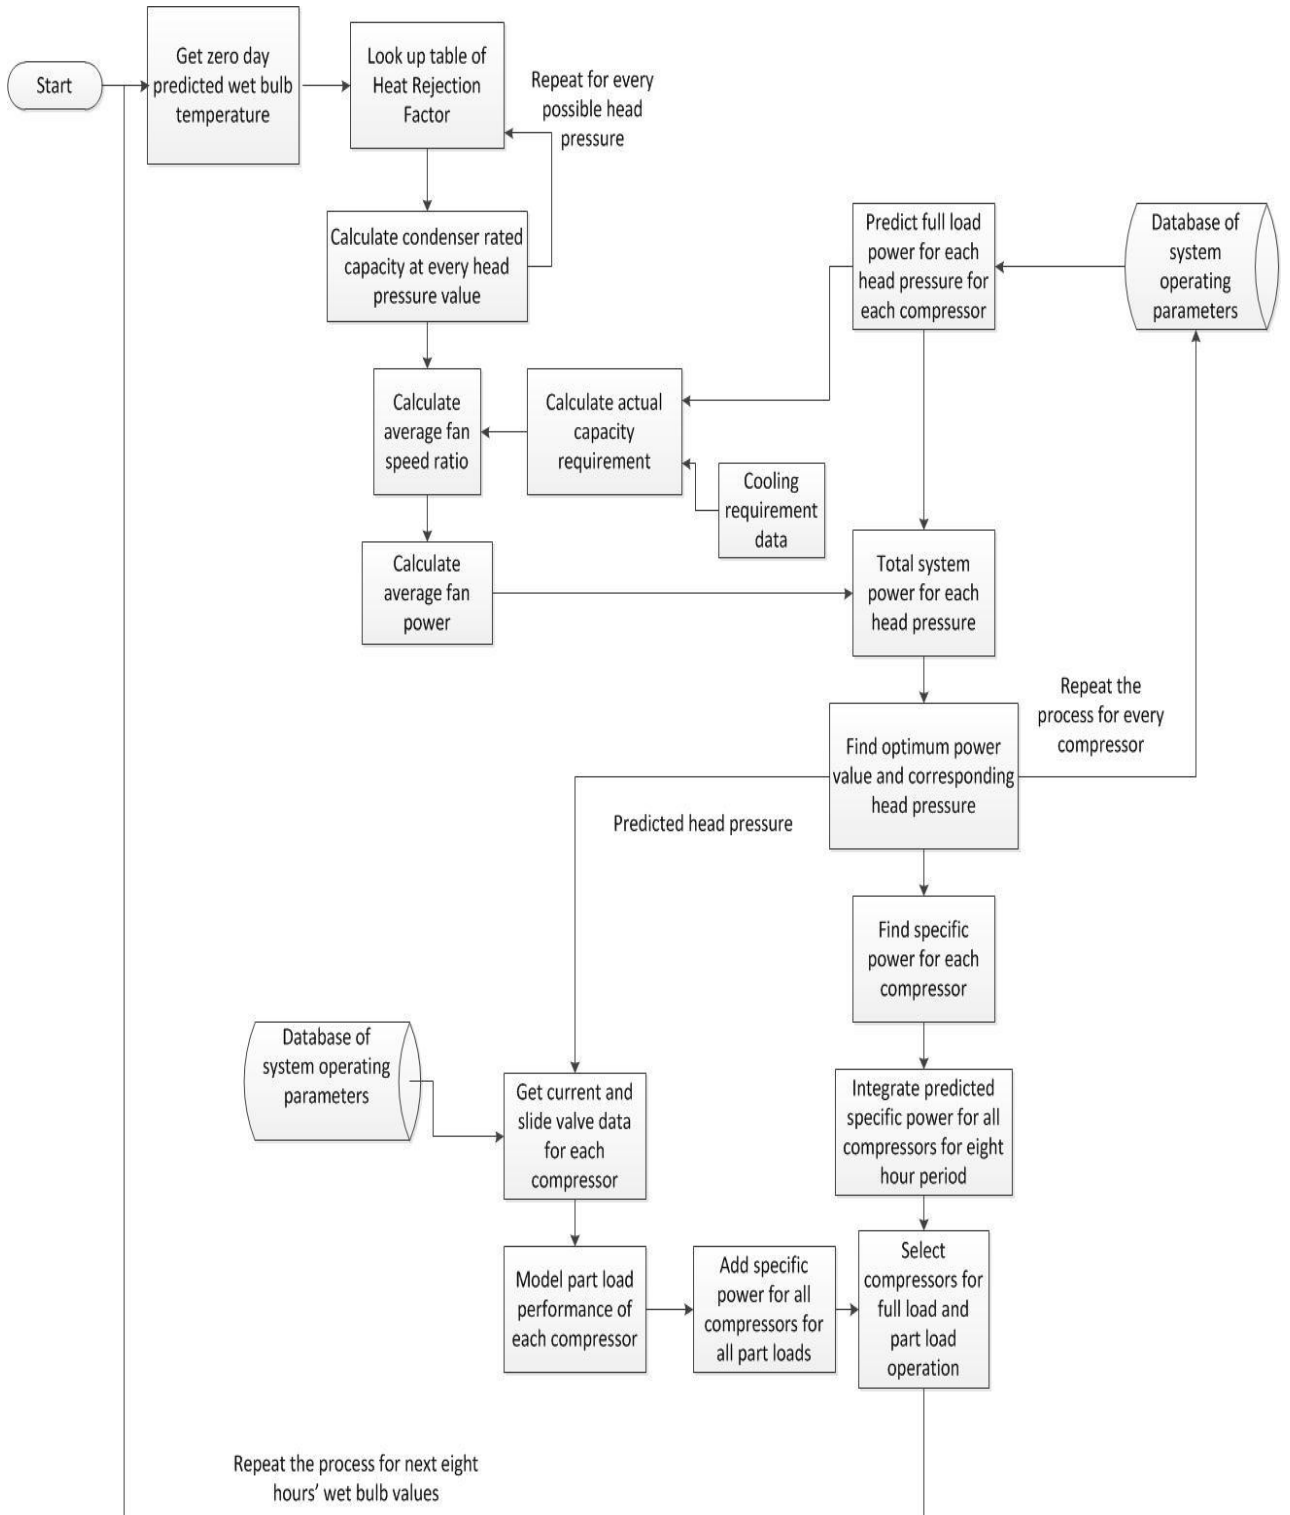 Start
Get zero day
predicted wet bulb
temperature
Look up table of
Heat Rejection
Factor
Repeat for every
possible head
pressure
Calculate condenser rated
capacity at every head
pressure value
Predict full load
power for each
head pressure for
each compressor
Database of
system
operating
parameters
Calculate
average fan
speed ratio
Calculate actual
capacity
requirement
Cooling
requirement
data
Calculate
average fan
power
Total system
power for each
head pressure
Repeat the
process for every
compressor
Find optimum power
value and corresponding
head pressure
Predicted head pressure
Find specific
power for each
compressor
Database of
system operating
parameters
Get current and
slide valve data
for each
compressor
Integrate predicted
specific power for all
compressors for eight
hour period
Model part load
performance of
each compressor
Add specific
power for all
compressors for
all part loads
Select
compressors for
full load and
part load
operation
Repeat the process for next eight
hours’ wet bulb values